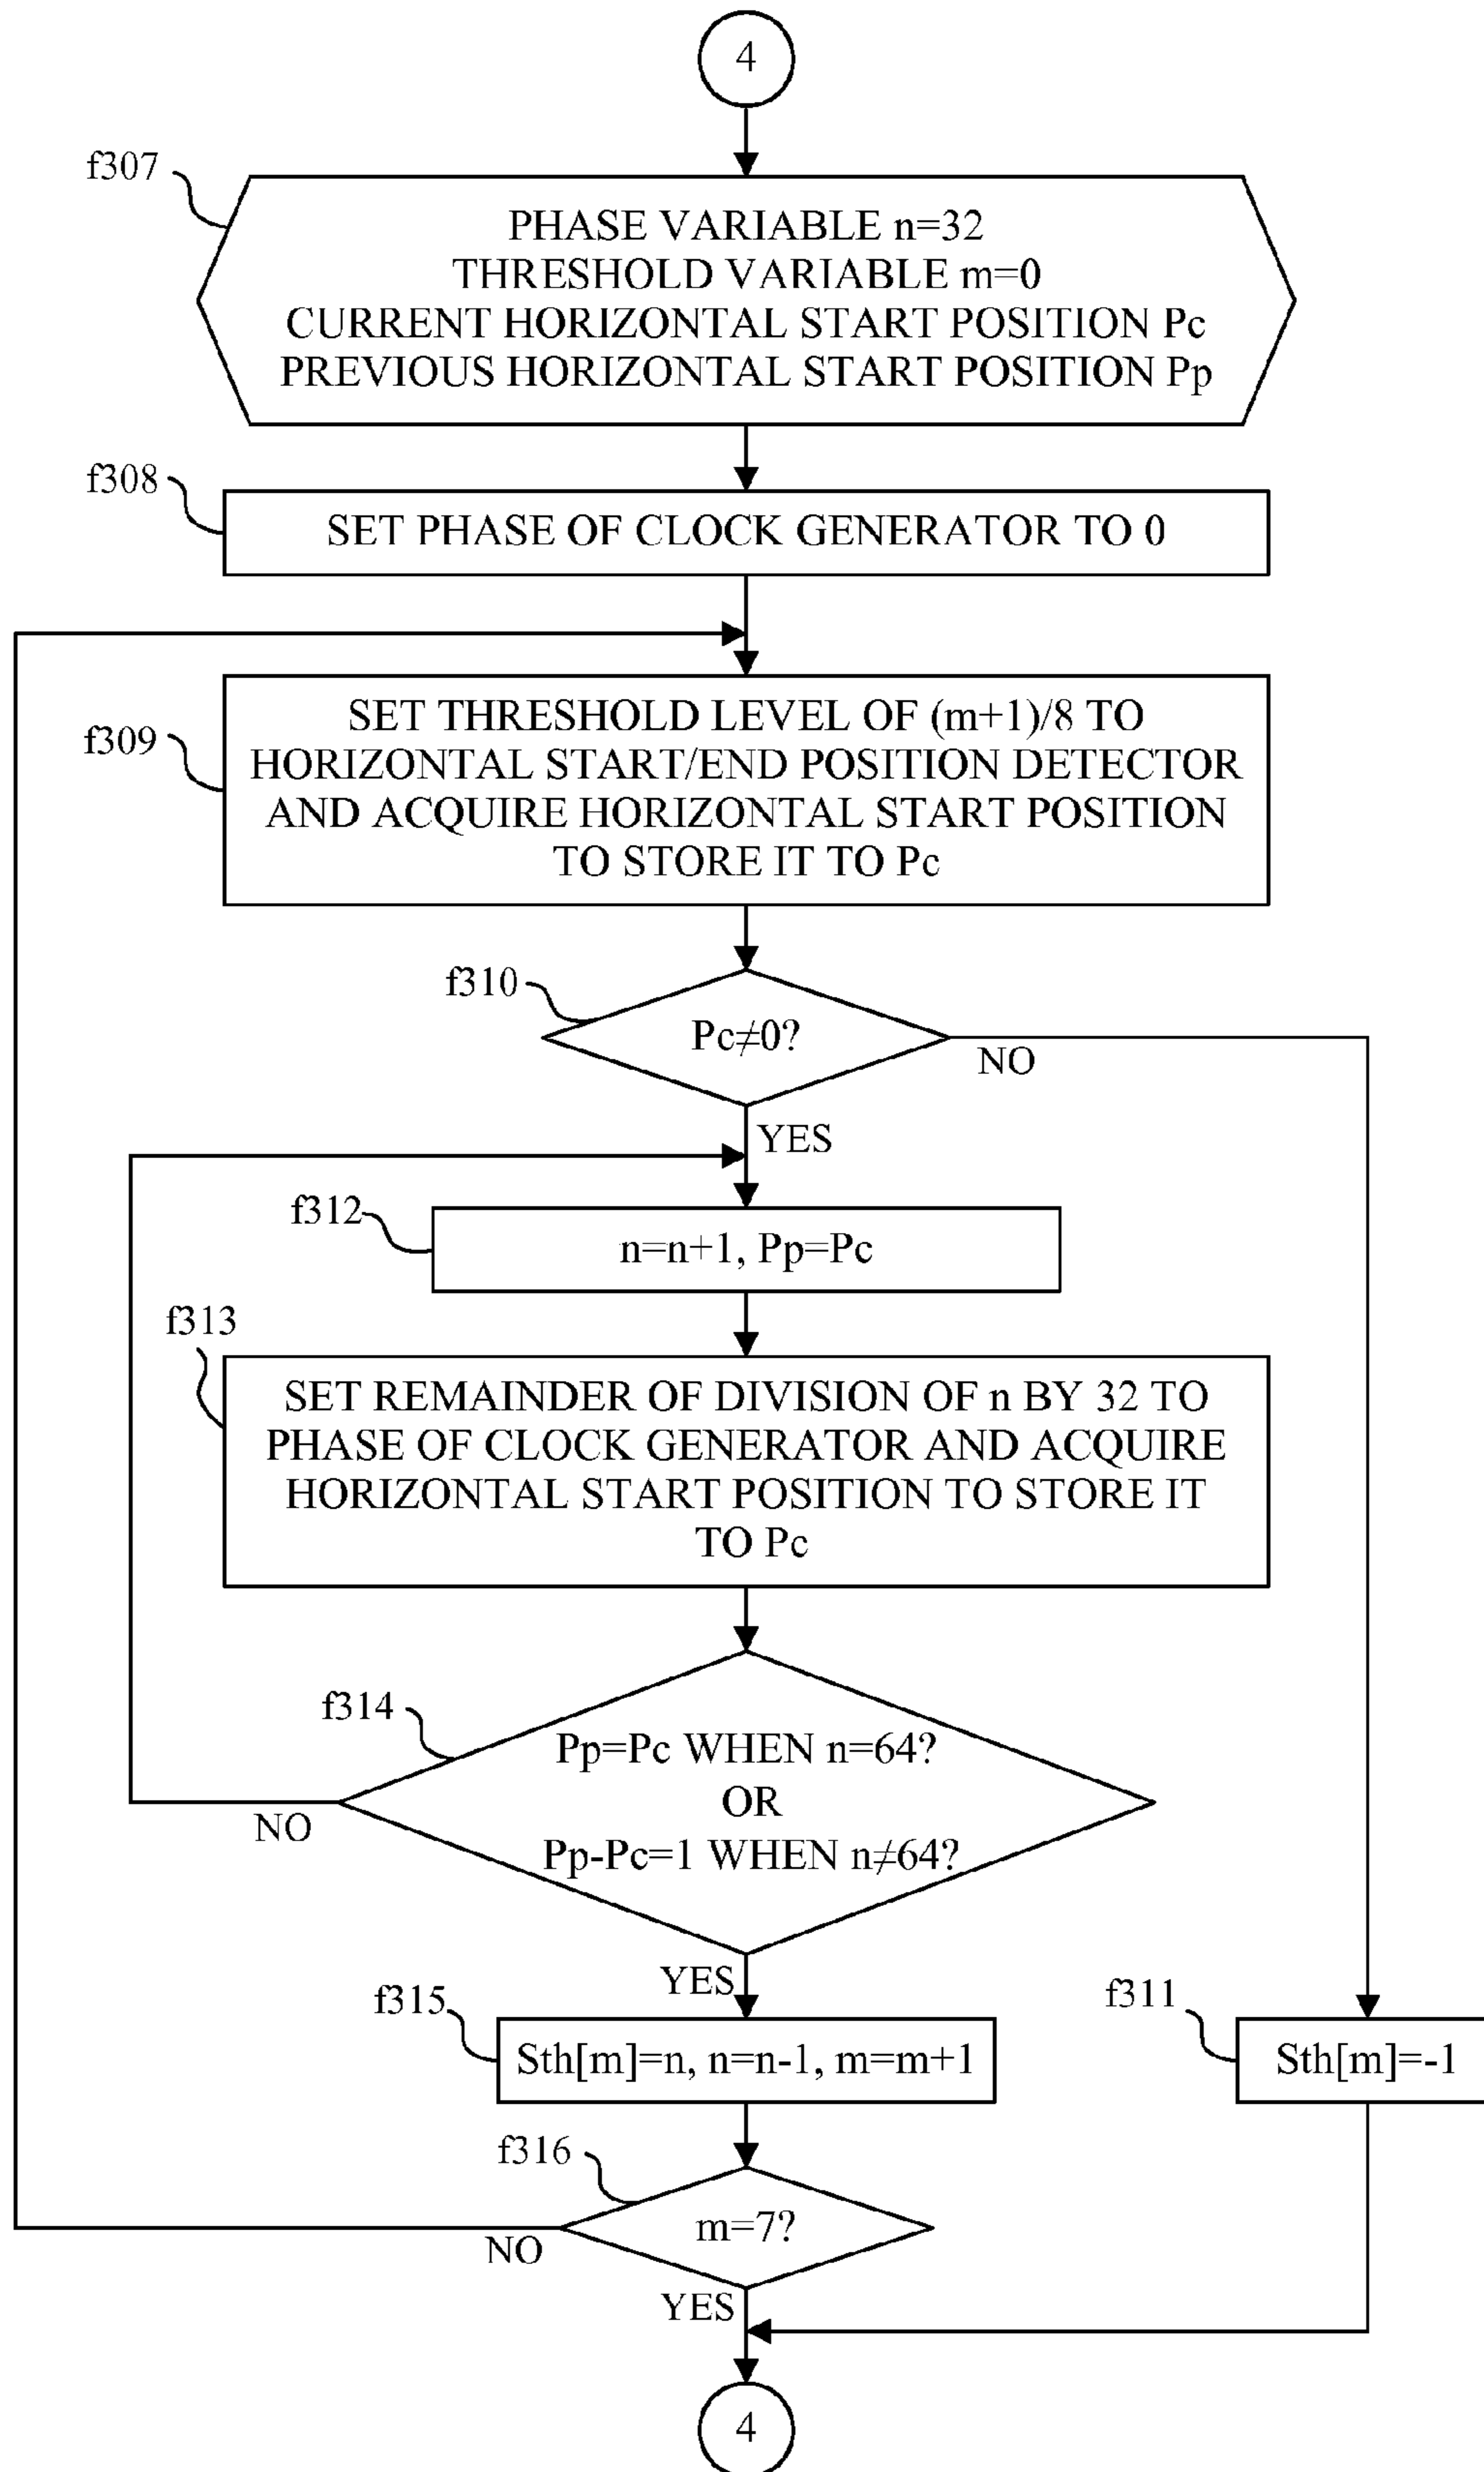 4
f307
PHASE VARIABLE n=32
THRESHOLD VARIABLE m=0
CURRENT HORIZONTAL START POSITION Pc
PREVIOUS HORIZONTAL START POSITION Pp
f308
SET PHASE OF CLOCK GENERATOR TO 0
f309
SET THRESHOLD LEVEL OF (m+1)/8 TO
HORIZONTAL START/END POSITION DETECTOR
AND ACQUIRE HORIZONTAL START POSITION
TO STORE IT TO Pc
f310
Pc≠0?
NO
YES
f312
n=n+1, Pp=Pc
f313
SET REMAINDER OF DIVISION OF n BY 32 TO
PHASE OF CLOCK GENERATOR AND ACQUIRE
HORIZONTAL START POSITION TO STORE IT
TO Pc
f314
Pp=Pc WHEN n=64?
OR
Pp-Pc=1 WHEN n≠64?
NO
YES
f315
Sth[m]=n, n=n-1, m=m+1
f311
Sth[m]=-1
f316
m=7?
NO
YES
4